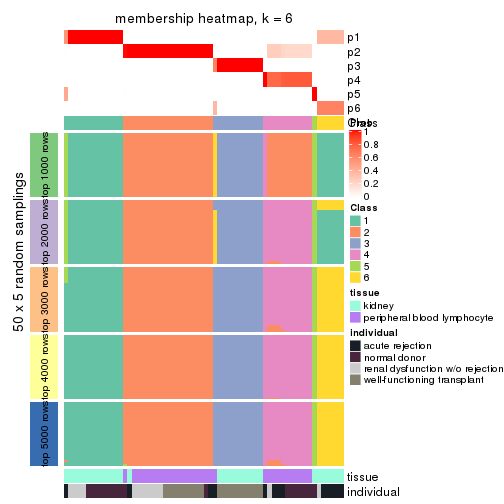 membership heatmap, k = 6
p1
p2
p3
p4
p5
p6
Class
Prob
1
0.8
0.6
0.4
0.2
0
Class
1
2
3
4
5
6
tissue
kidney
peripheral blood lymphocyte
individual
acute rejection
normal donor
renal dysfunction w/o rejection
well-functioning transplant
50 x 5 random samplings
top 1000 rows
top 2000 rows
top 3000 rows
top 4000 rows
top 5000 rows
tissue
individual